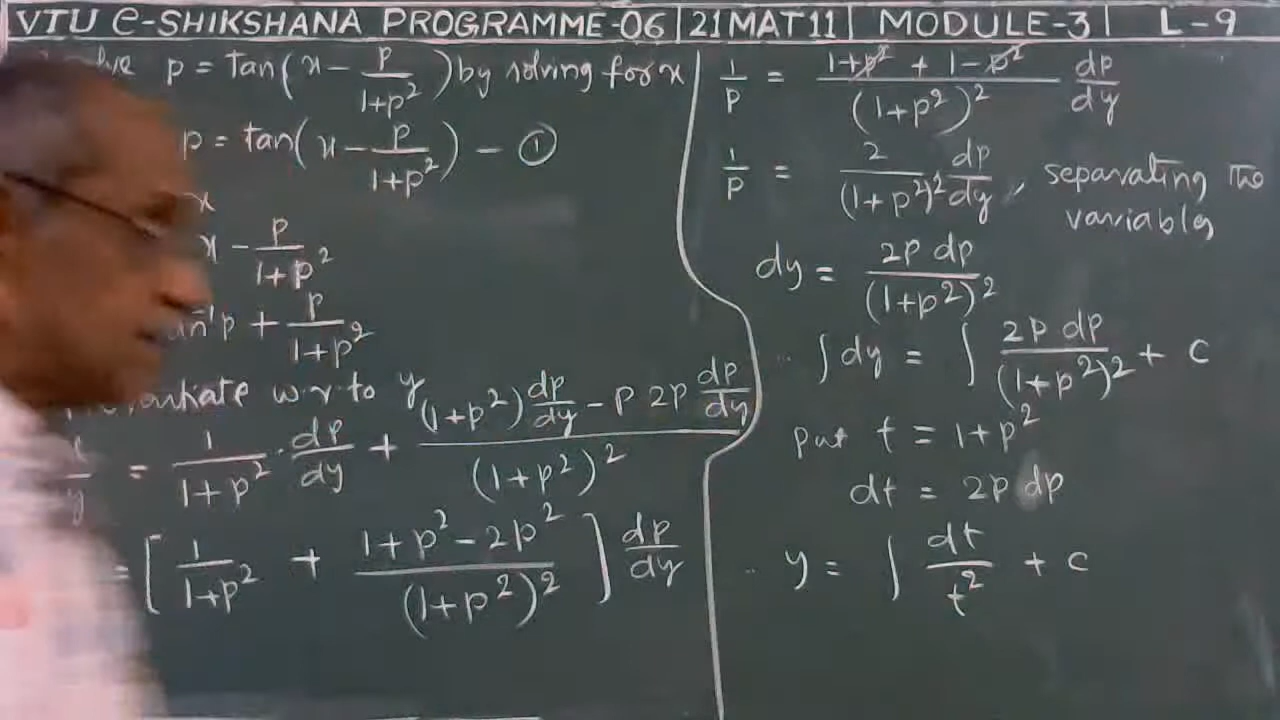 VTU e-SHIKSHANA PROGRAMME-06 | 21MAT11 | MODULE-3 | L-9
p = tan(x - p/(1+p²)) by solving for x
p = tan(x - p/(1+p²)) - ①
x
x - p/(1+p²)
p + p/(1+p²)
w.r.to y
= 1/(1+p²) · dp/dy + ((1+p²) dp/dy - p 2p dp/dy)/(1+p²)²
= [1/(1+p²) + (1+p²-2p²)/(1+p²)²] dp/dy
1/p = (1+p² + 1-p²)/(1+p²)² dp/dy
1/p = 2/(1+p²)² dp/dy, separating the
variables
dy = 2p dp/(1+p²)²
∫dy = ∫ 2p dp/(1+p²)² + c
put t = 1+p²
dt = 2p dp
y = ∫ dt/t² + c